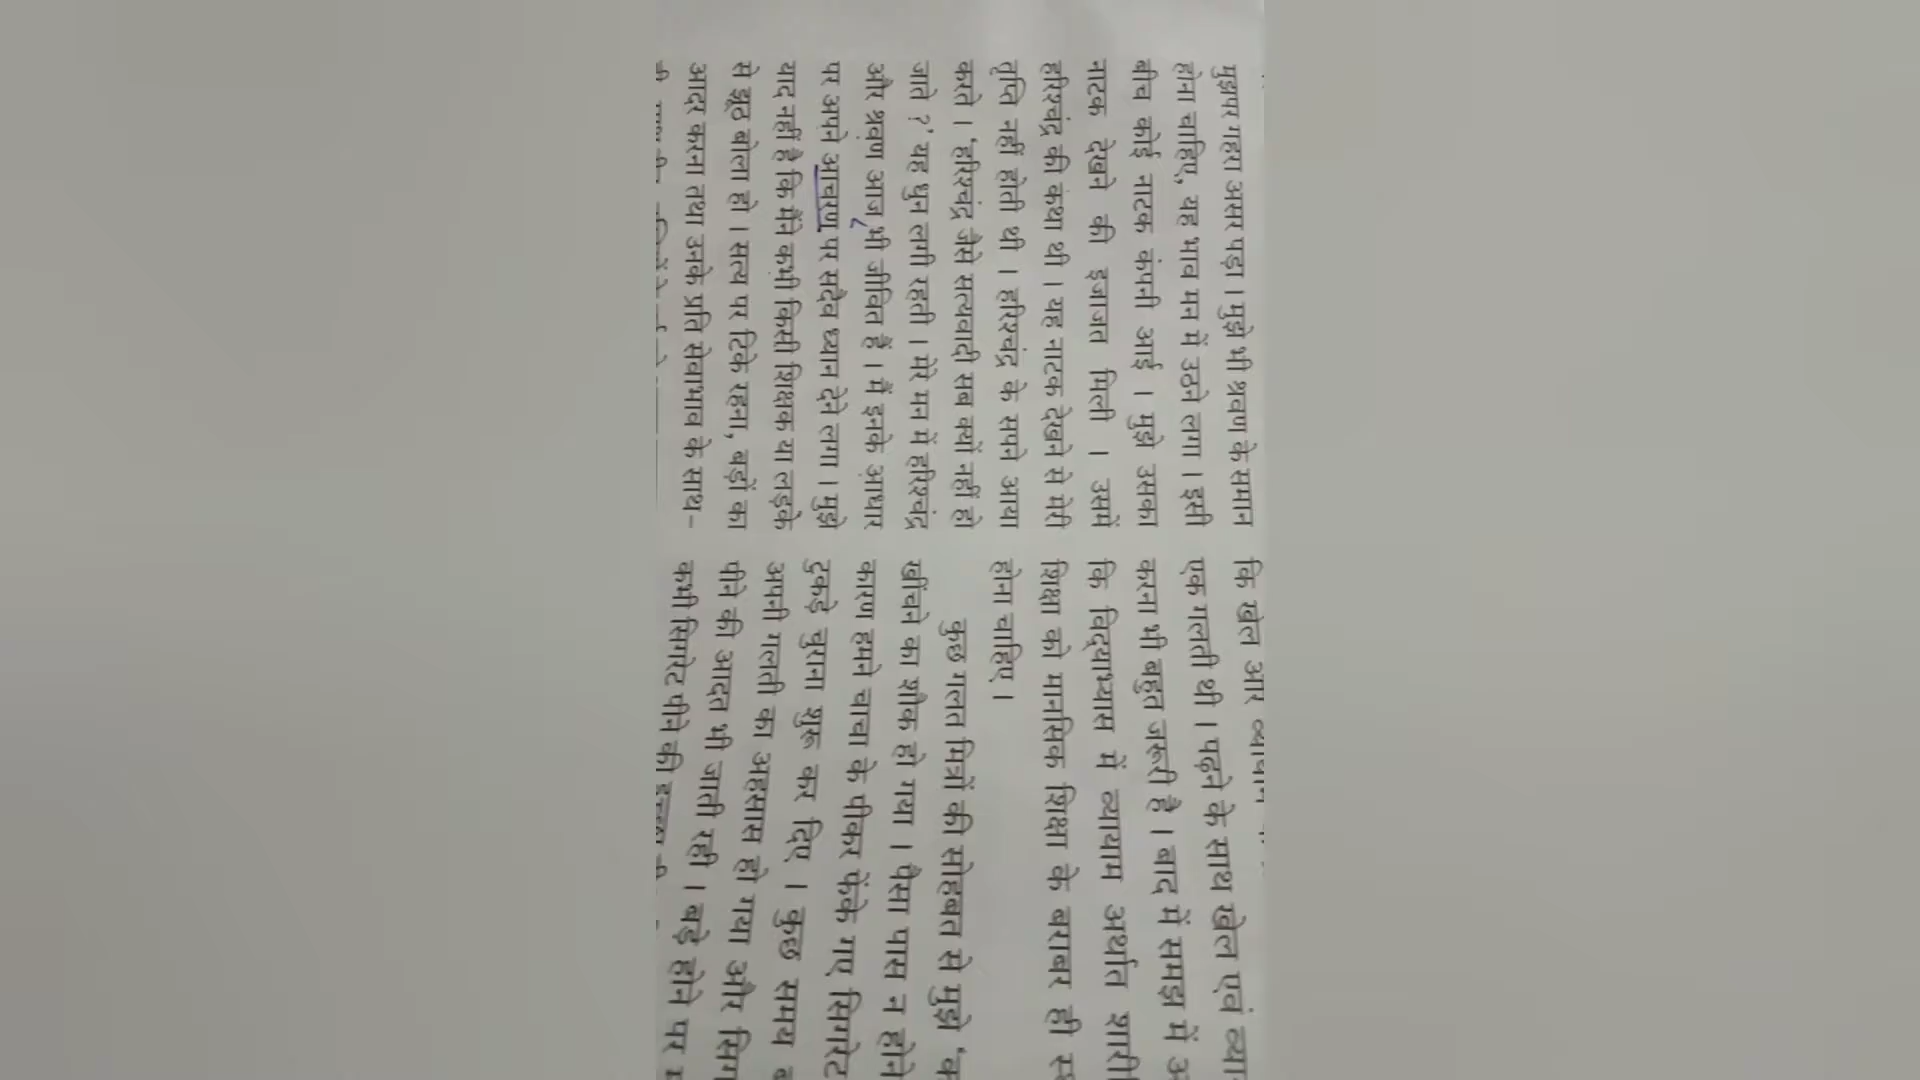 मुझपर गहरा असर पड़ा । मुझे भी श्रवण के समान
होना चाहिए, यह भाव मन में उठने लगा । इसी
बीच कोई नाटक कंपनी आई । मुझे उसका
नाटक देखने की इजाजत मिली । उसमें
हरिश्चंद्र की कथा थी । यह नाटक देखने से मेरी
तृप्ति नहीं होती थी । हरिश्चंद्र के सपने आया
करते । 'हरिश्चंद्र जैसे सत्यवादी सब क्यों नहीं हो
जाते ?' यह धुन लगी रहती । मेरे मन में हरिश्चंद्र
और श्रवण आज भी जीवित हैं । मैं इनके आधार
पर अपने आचरण पर सदैव ध्यान देने लगा । मुझे
याद नहीं है कि मैंने कभी किसी शिक्षक या लड़के
से झूठ बोला हो । सत्य पर टिके रहना, बड़ों का
आदर करना तथा उनके प्रति सेवाभाव के साथ-
कि खेल और
एक गलती थी । पढ़ने के साथ खेल एवं व्या
करना भी बहुत जरूरी है । बाद में समझ में अ
कि विद्याभ्यास में व्यायाम अर्थात शारी
शिक्षा को मानसिक शिक्षा के बराबर ही स्
होना चाहिए ।
कुछ गलत मित्रों की सोहबत से मुझे 'क
खींचने का शौक हो गया । पैसा पास न होने
कारण हमने चाचा के पीकर फेंके गए सिगरेट
टुकड़े चुराना शुरू कर दिए । कुछ समय ब
अपनी गलती का अहसास हो गया और सिग
पीने की आदत भी जाती रही । बड़े होने पर म
कभी सिगरेट पीने की